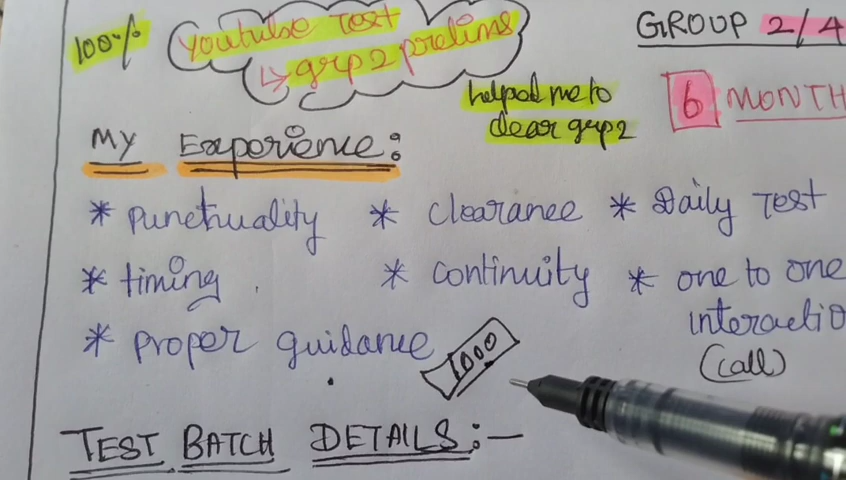 100%
youtube Test
↳ grp 2 prelims
GROUP 2/4
helped me to
clear grp 2
6 MONTH
My Experience:
* punctuality * clearance * Daily Test
* timing * continuity * one to one
interactio
* proper guidance
1000
(call)
TEST BATCH DETAILS:-